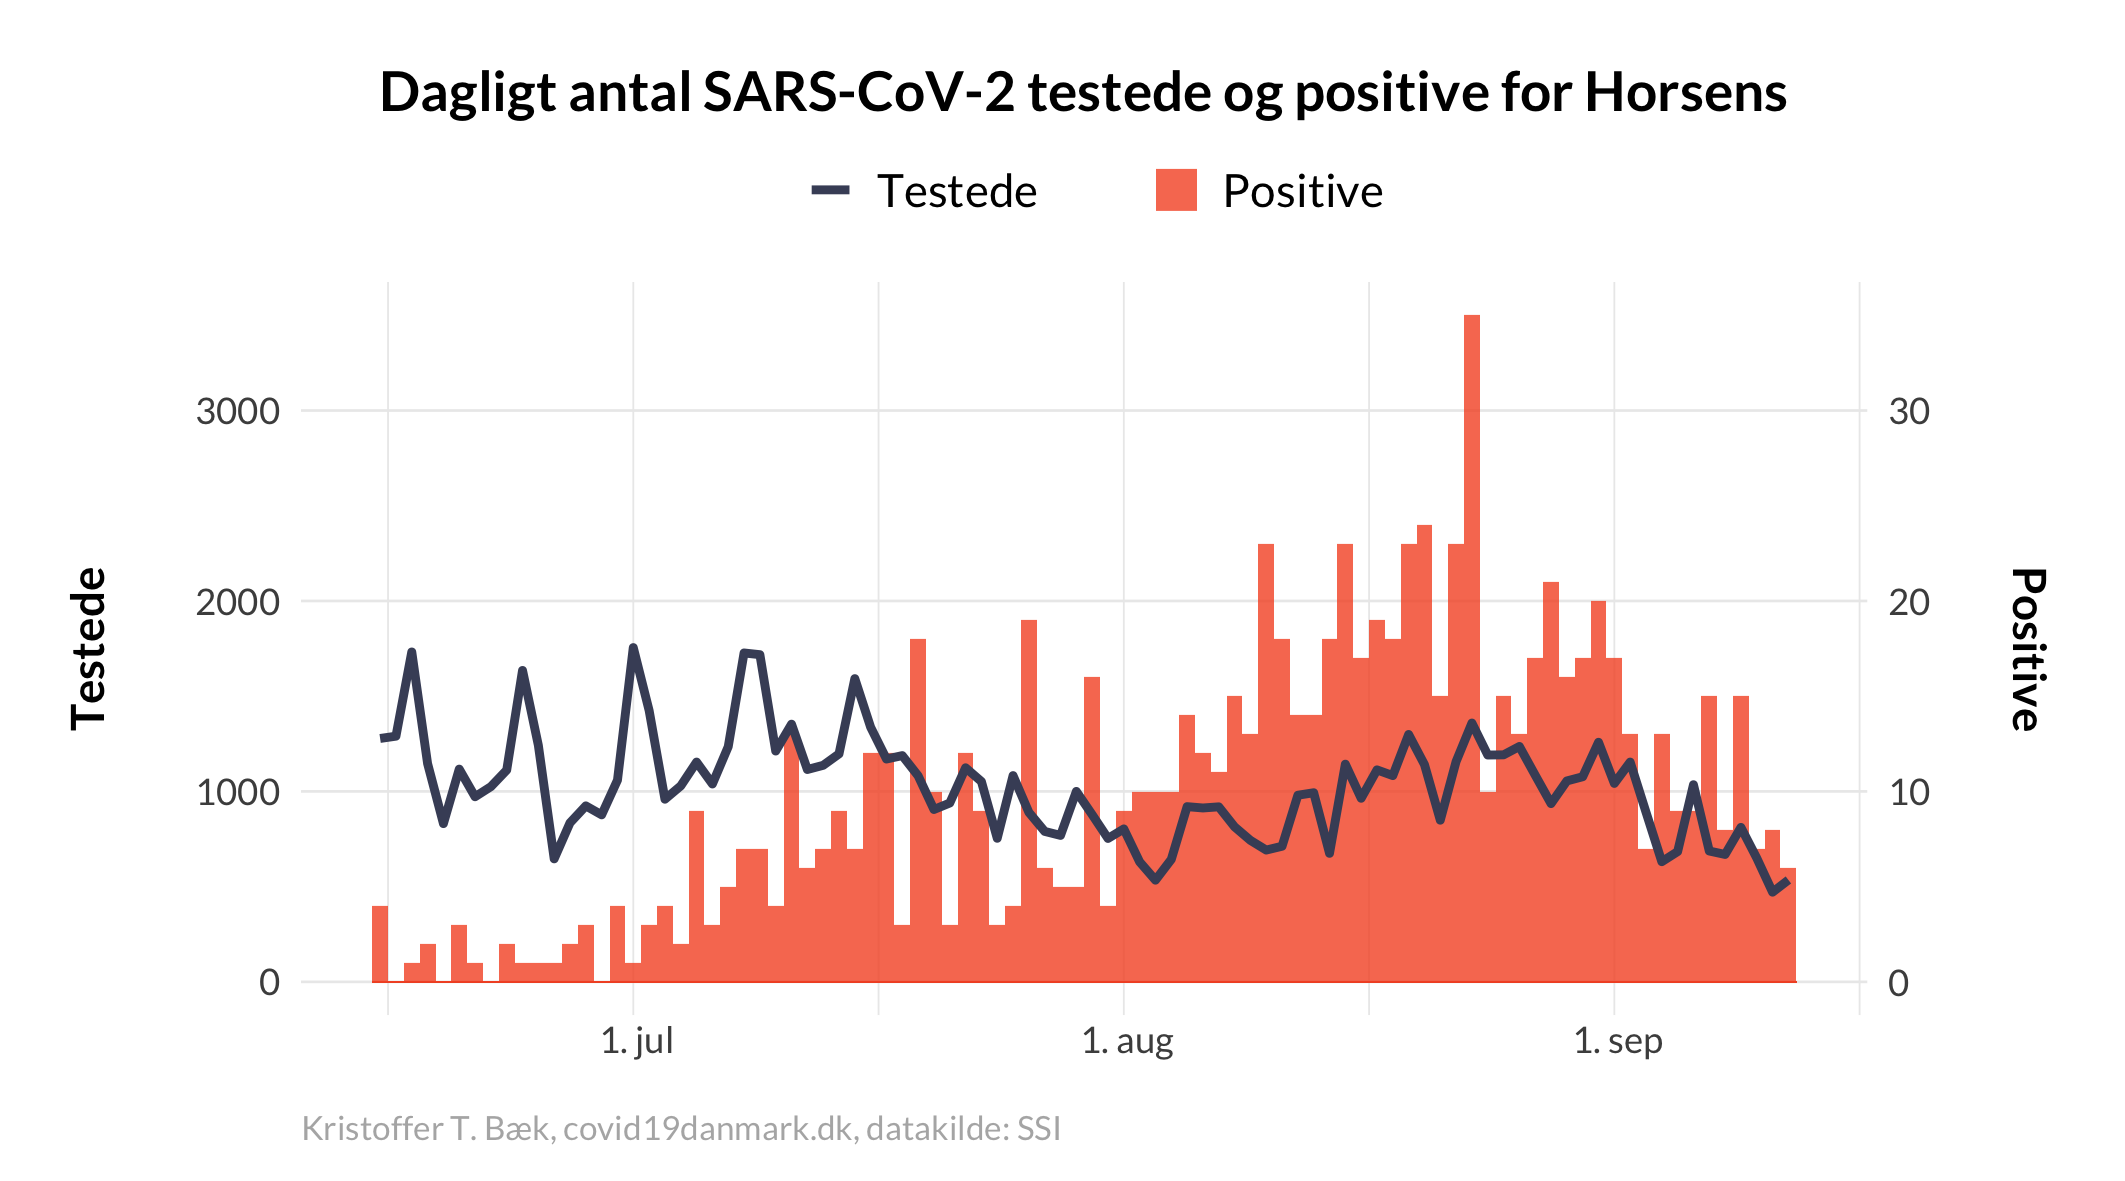 Dagligt antal SARS-CoV-2 testede og positive for Horsens
Testede Positive
3000 30
2000 20
1000 10
0 0
Testede
Positive
1. jul 1. aug 1. sep
Kristoffer T. Bæk, covid19danmark.dk, datakilde: SSI